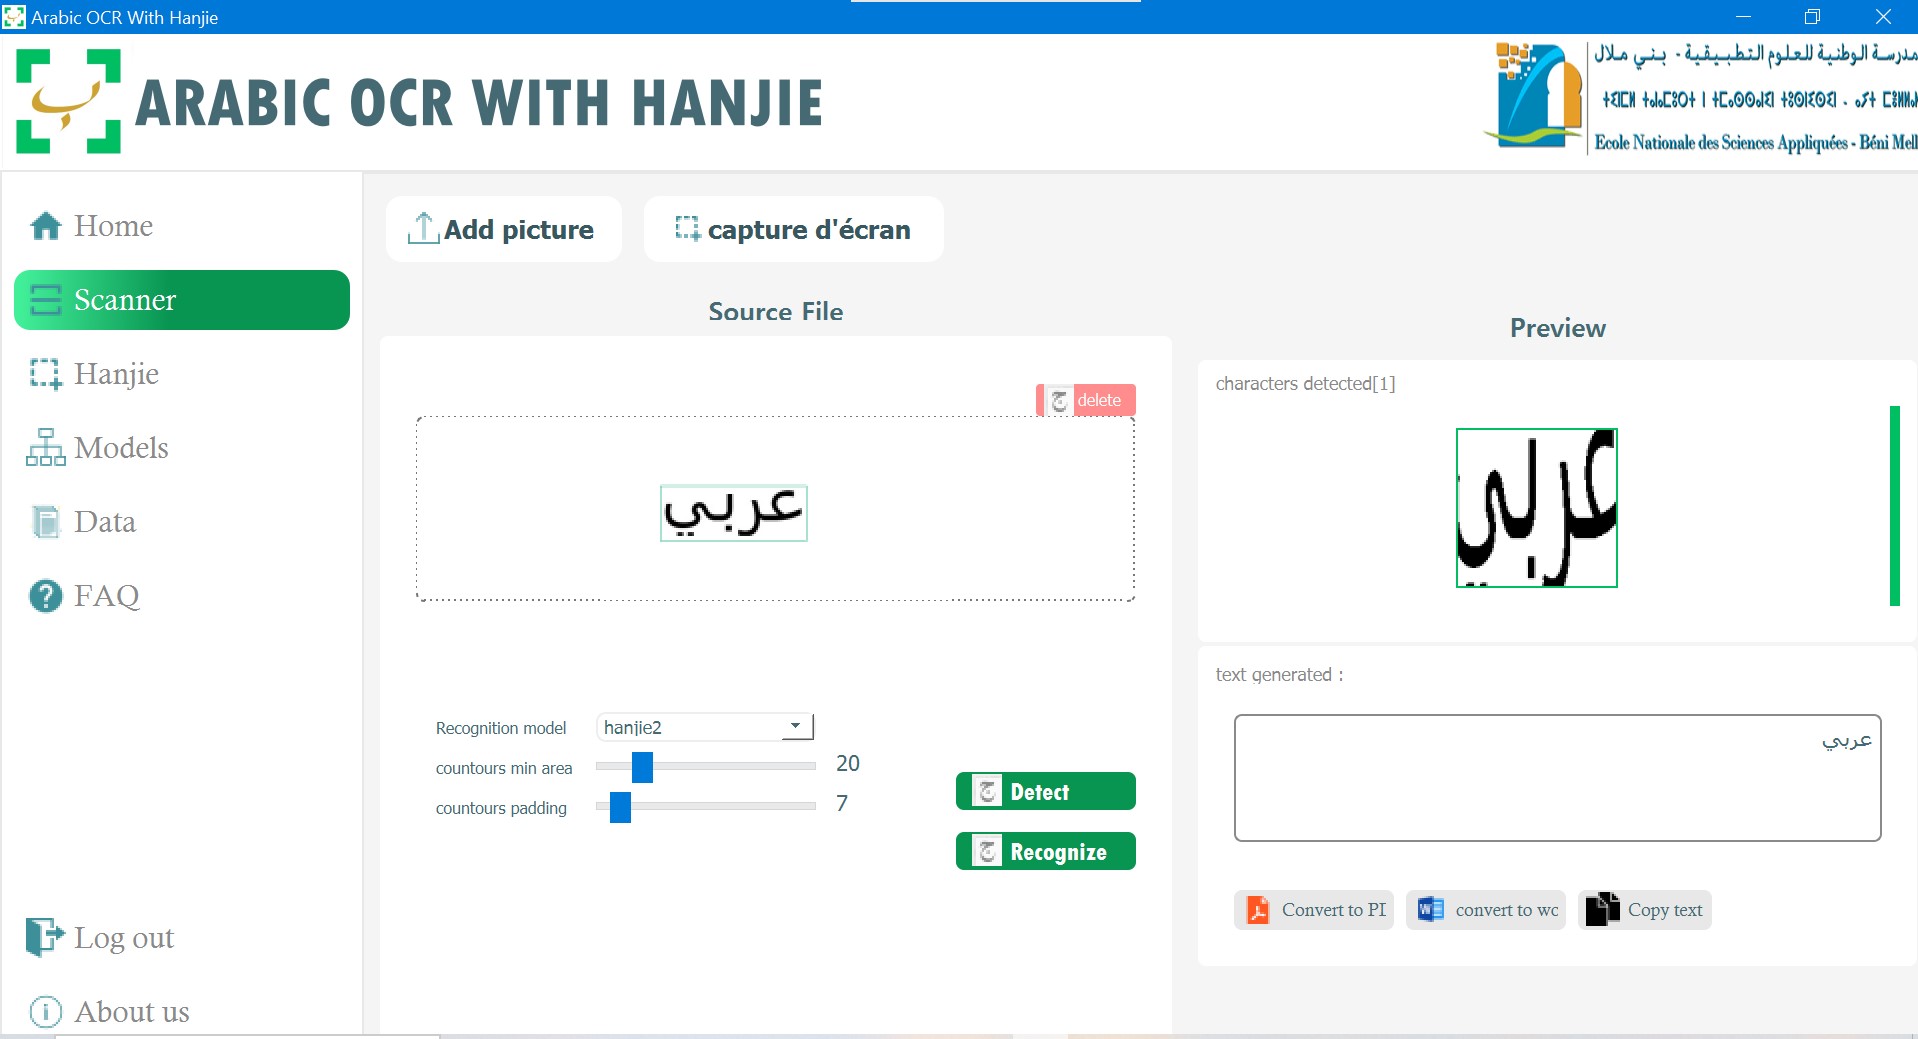 Arabic OCR With Hanjie
ARABIC OCR WITH HANJIE
مدرسة الوطنية للعلوم التطبيقية - بني ملال
Ecole Nationale des Sciences Appliquées - Béni Mell
Home
Scanner
Hanjie
Models
Data
FAQ
Log out
About us
Add picture
capture d'écran
Source File
delete
عربي
Recognition model
hanjie2
countours min area
20
countours padding
7
Detect
Recognize
Preview
characters detected[1]
عربي
text generated :
عربي
Convert to PI
convert to wc
Copy text